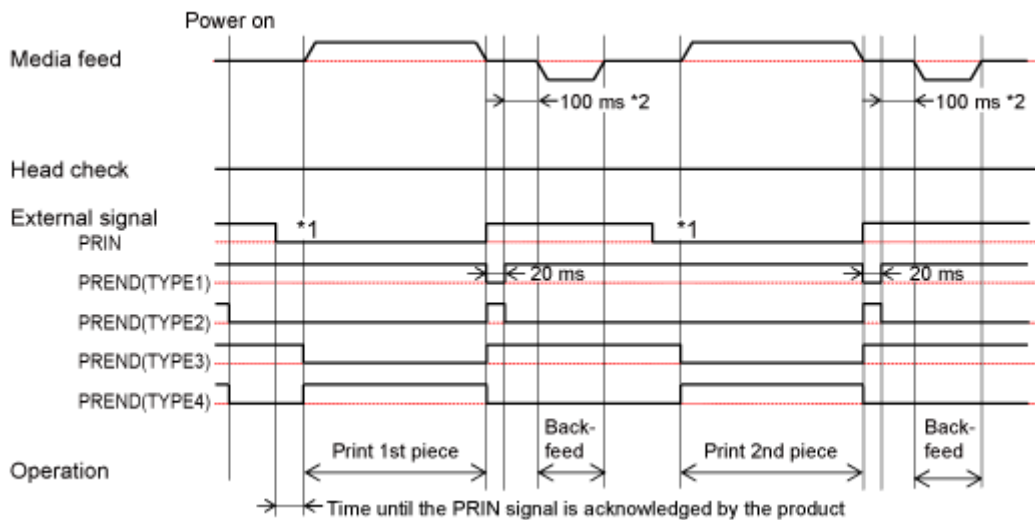 Power on
Media feed
100 ms *2 100 ms *2
Head check
External signal
PRIN *1 *1
PREND(TYPE1) 20 ms 20 ms
PREND(TYPE2)
PREND(TYPE3)
PREND(TYPE4)
Operation Print 1st piece Back- Print 2nd piece Back-
feed feed
Time until the PRIN signal is acknowledged by the product